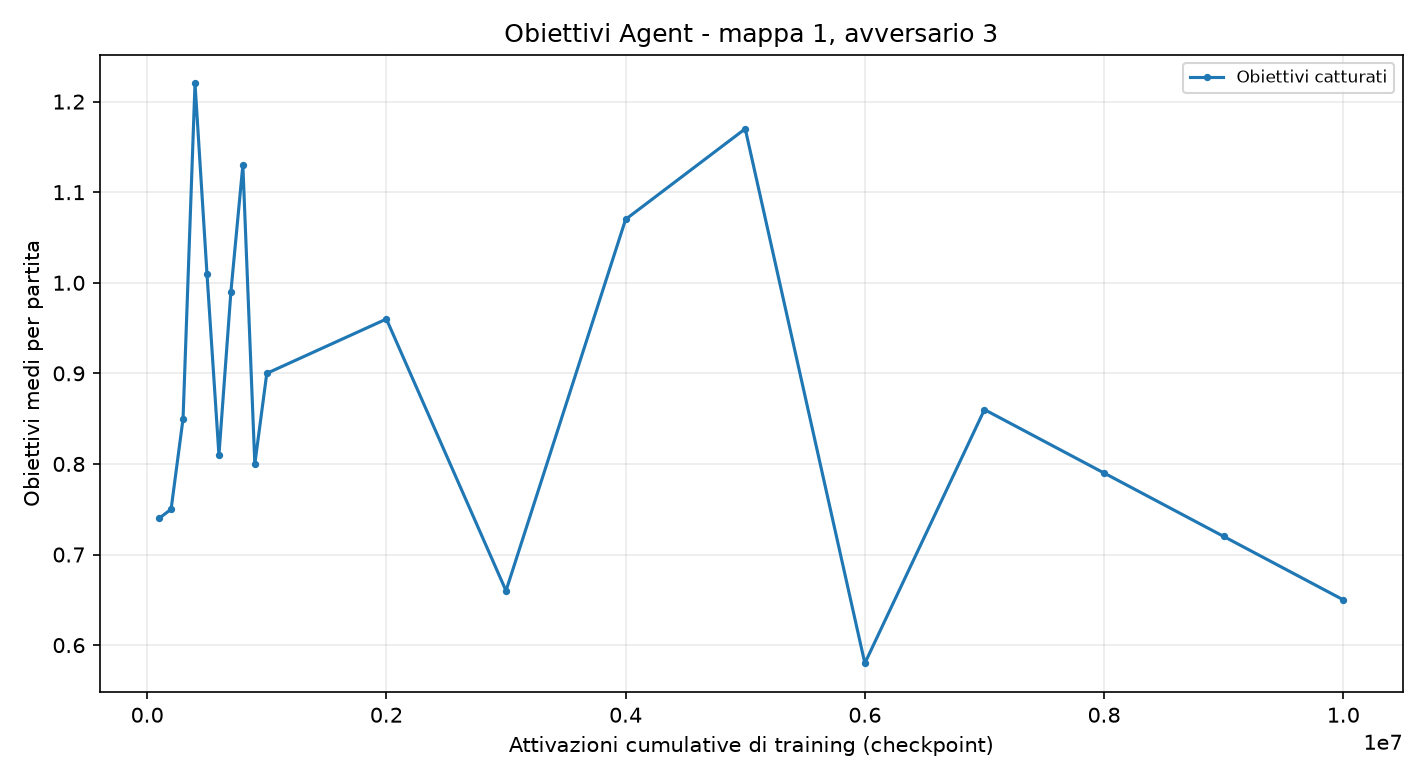 Obiettivi Agent - mappa 1, avversario 3
Obiettivi catturati
Obiettivi medi per partita
1.2
1.1
1.0
0.9
0.8
0.7
0.6
0.0 0.2 0.4 0.6 0.8 1.0
1e7
Attivazioni cumulative di training (checkpoint)